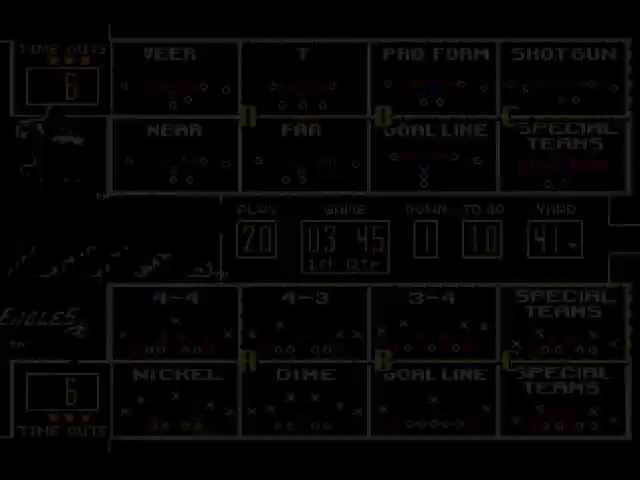 TIME OUTS
6
VEER
T
PRO FORM
SHOTGUN
A
B
C
NEAR
FAR
GOAL LINE
SPECIAL TEAMS
TM
PLAY
GAME
DOWN
TO GO
YARD
20
03 45
1
10
41
1st Qtr
EAGLES
TM
4-4
4-3
3-4
SPECIAL TEAMS
A
B
C
NICKEL
DIME
GOAL LINE
SPECIAL TEAMS
6
TIME OUTS